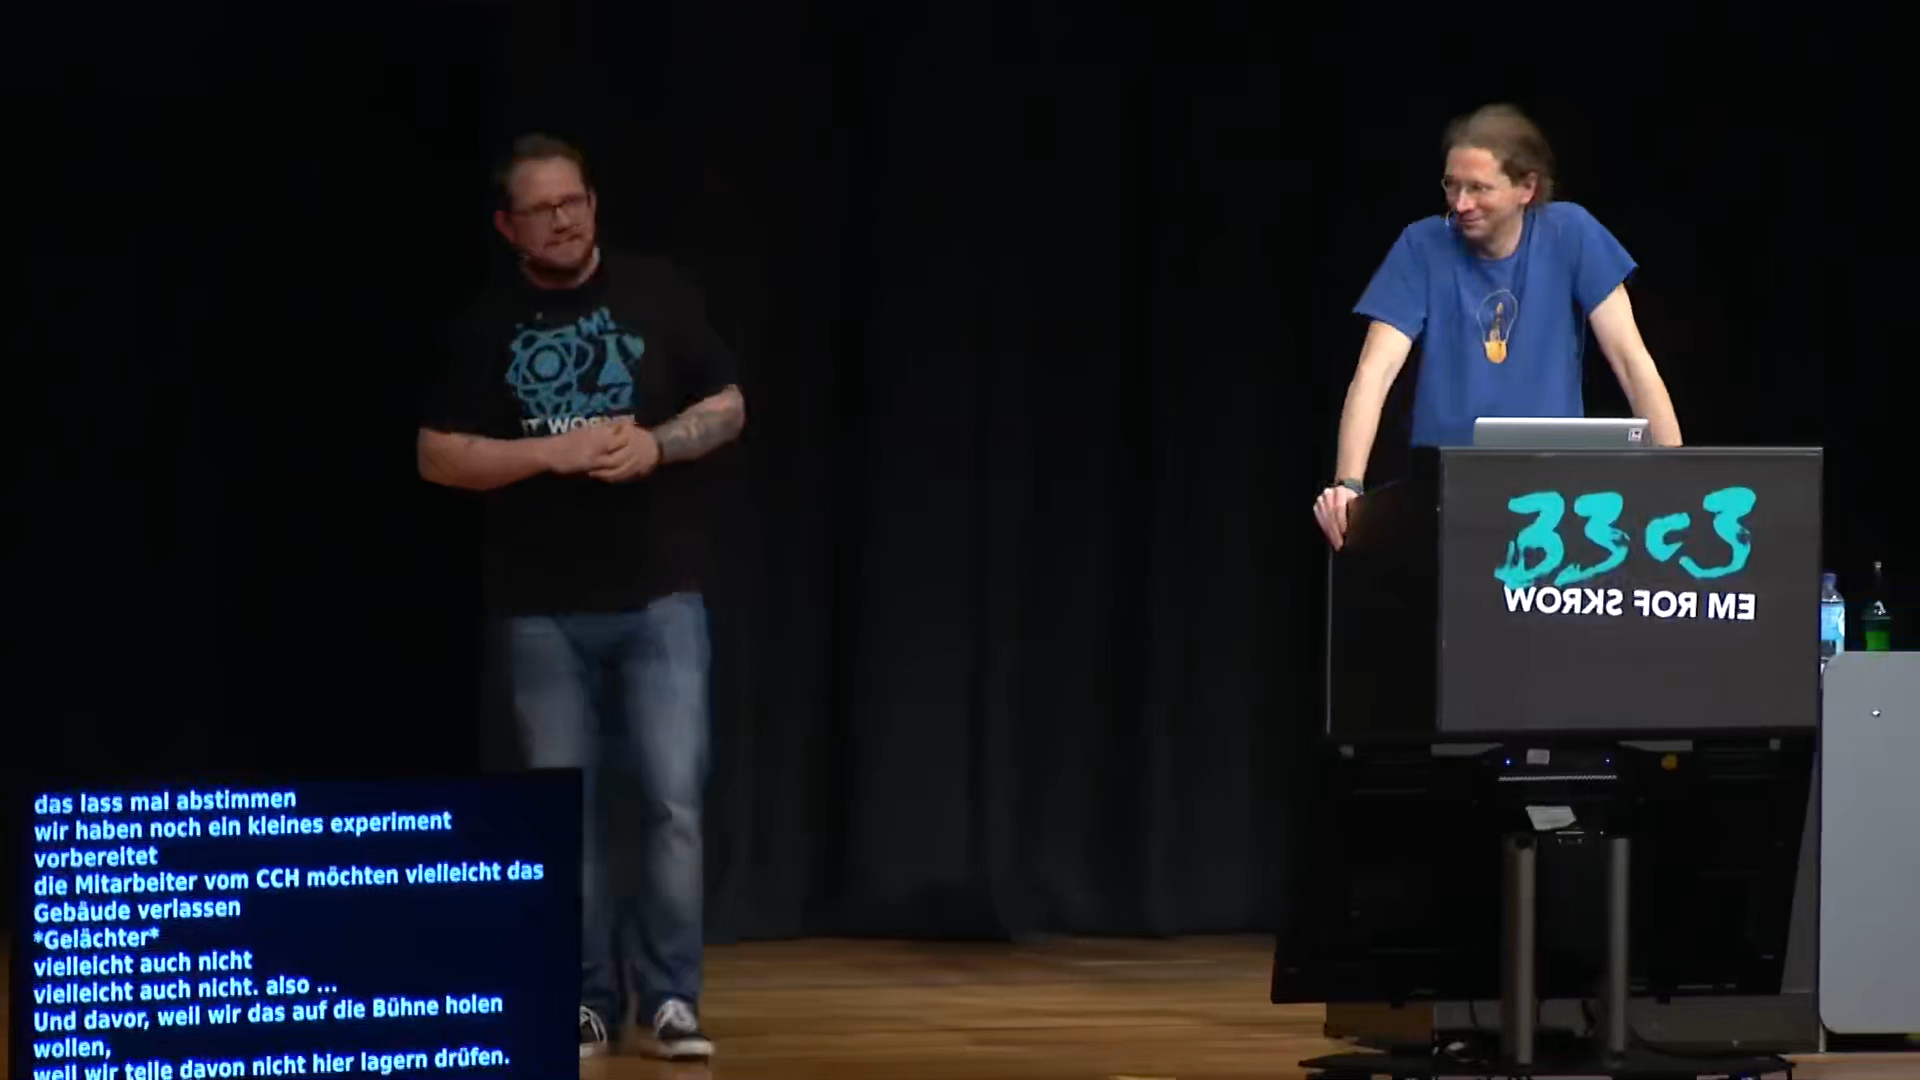 33c3
WORKS FOR ME
das lass mal abstimmen
wir haben noch ein kleines experiment
vorbereitet
die Mitarbeiter vom CCH möchten vielleicht das
Gebäude verlassen
*Gelächter*
vielleicht auch nicht
vielleicht auch nicht. also ...
Und davor, weil wir das auf die Bühne holen
wollen,
weil wir teile davon nicht hier lagern drüfen.